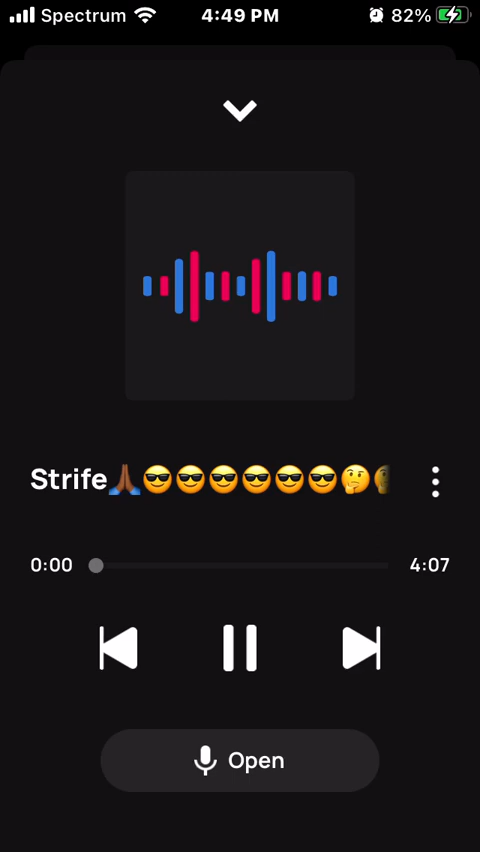 Spectrum 4:49 PM 82%
Strife🙏🏾😎😎😎😎😎😎🤔
0:00 4:07
Open